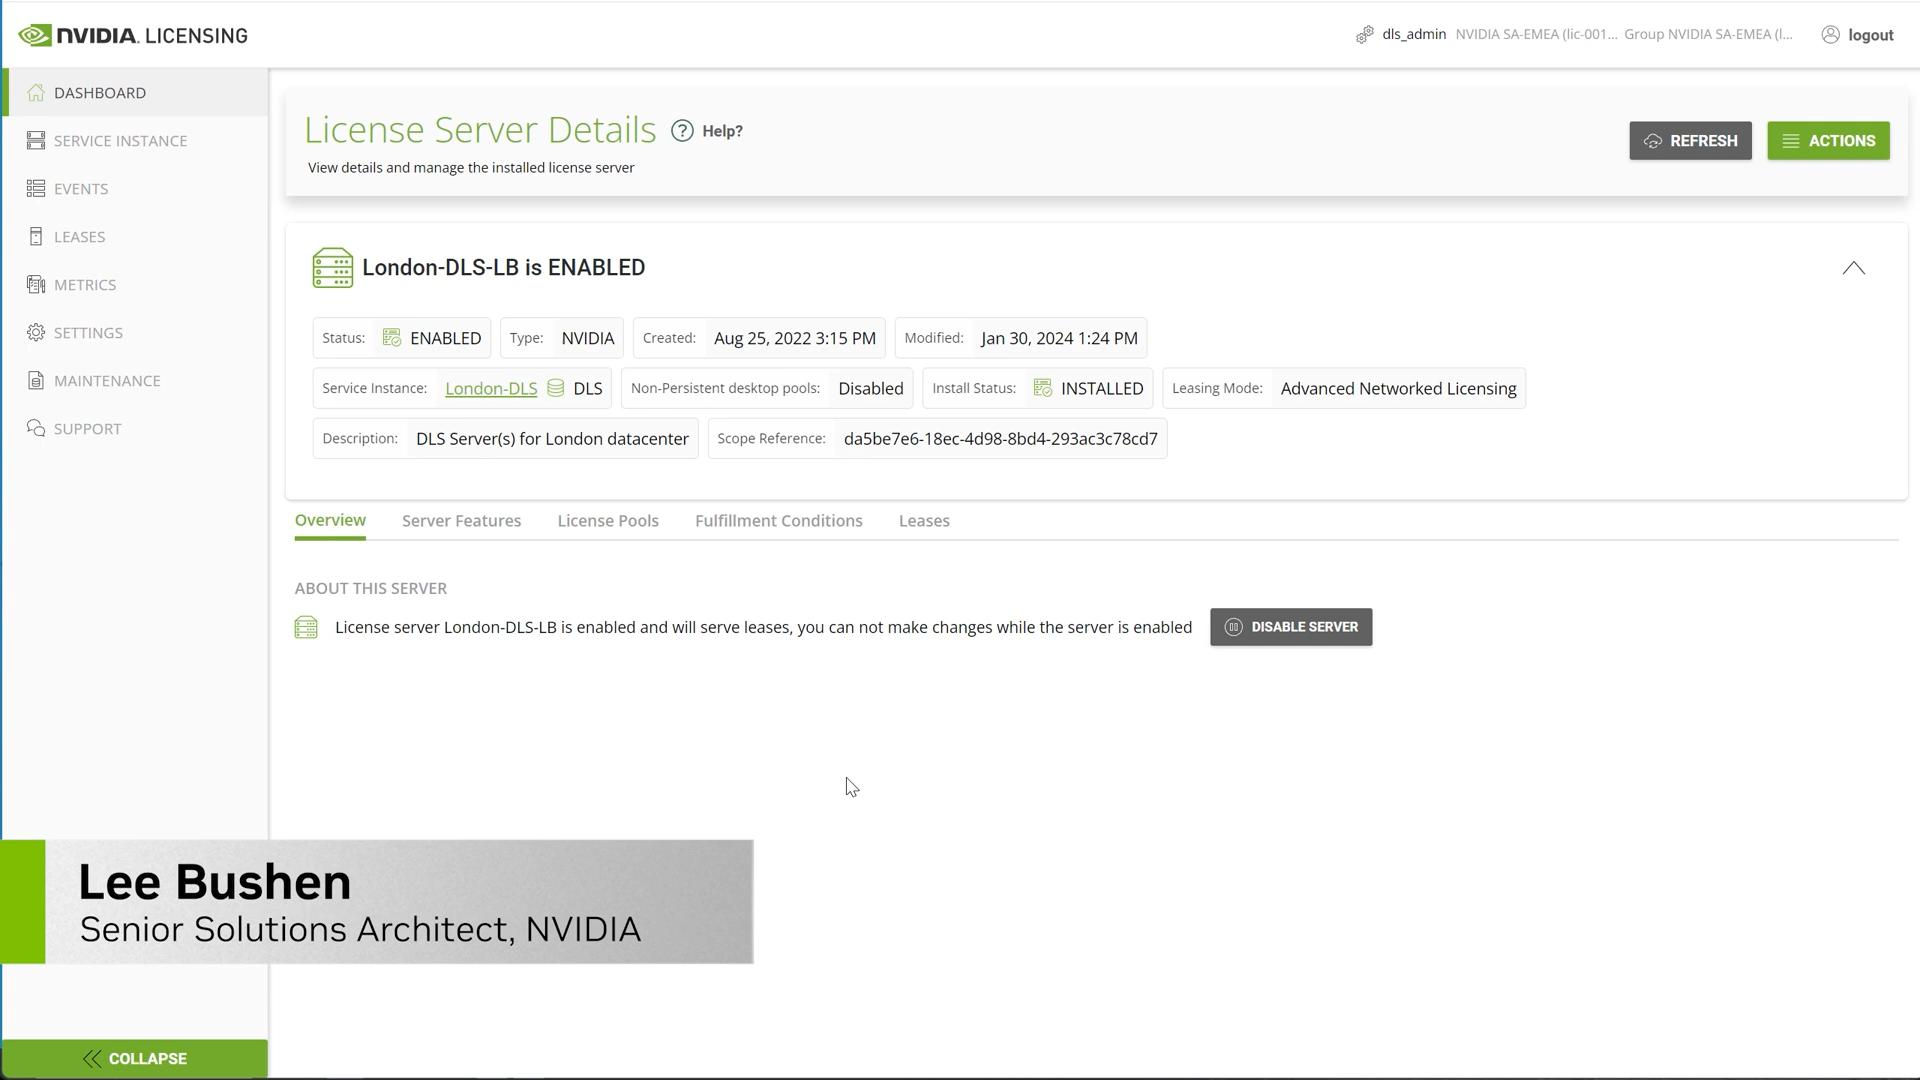 NVIDIA. LICENSING
dls_admin NVIDIA SA-EMEA (lic-001... Group NVIDIA SA-EMEA (l... logout
DASHBOARD
SERVICE INSTANCE
EVENTS
LEASES
METRICS
SETTINGS
MAINTENANCE
SUPPORT
COLLAPSE
License Server Details ? Help?
View details and manage the installed license server
REFRESH
ACTIONS
London-DLS-LB is ENABLED
Status: ENABLED Type: NVIDIA Created: Aug 25, 2022 3:15 PM Modified: Jan 30, 2024 1:24 PM
Service Instance: London-DLS DLS Non-Persistent desktop pools: Disabled Install Status: INSTALLED Leasing Mode: Advanced Networked Licensing
Description: DLS Server(s) for London datacenter Scope Reference: da5be7e6-18ec-4d98-8bd4-293ac3c78cd7
Overview Server Features License Pools Fulfillment Conditions Leases
ABOUT THIS SERVER
License server London-DLS-LB is enabled and will serve leases, you can not make changes while the server is enabled DISABLE SERVER
Lee Bushen
Senior Solutions Architect, NVIDIA